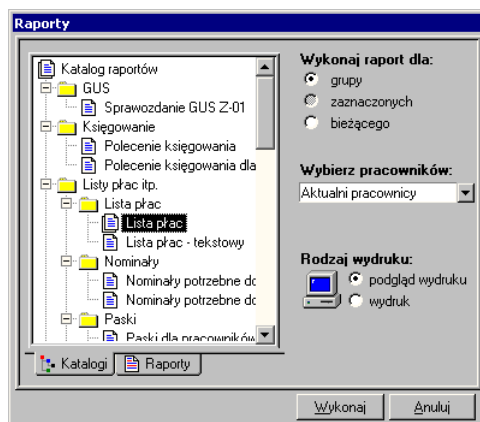 Raporty
Katalog raportów
GUS
Sprawozdanie GUS Z-01
Księgowanie
Polecenie księgowania
Polecenie księgowania dla
Listy płac itp.
Lista płac
Lista płac
Lista płac - tekstowy
Nominały
Nominały potrzebne do
Nominały potrzebne do
Paski
Paski dla pracowników
Katalogi
Raporty
Wykonaj raport dla:
grupy
zaznaczonych
bieżącego
Wybierz pracowników:
Aktualni pracownicy
Rodzaj wydruku:
podgląd wydruku
wydruk
Wykonaj
Anuluj